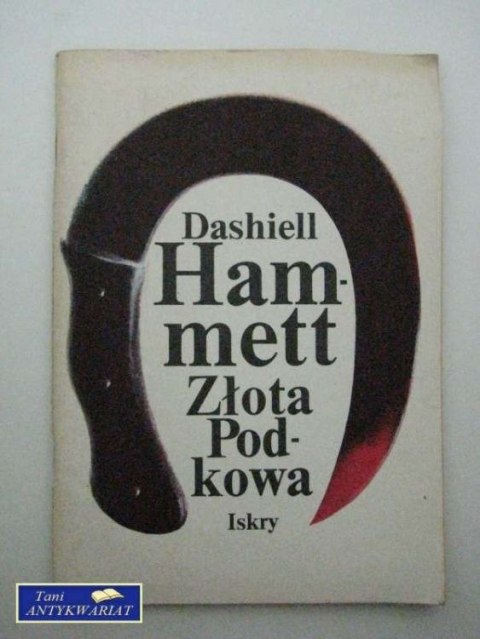 Dashiell
Ham-
mett
Złota
Pod-
kowa
Iskry
Tani
ANTYKWARIAT